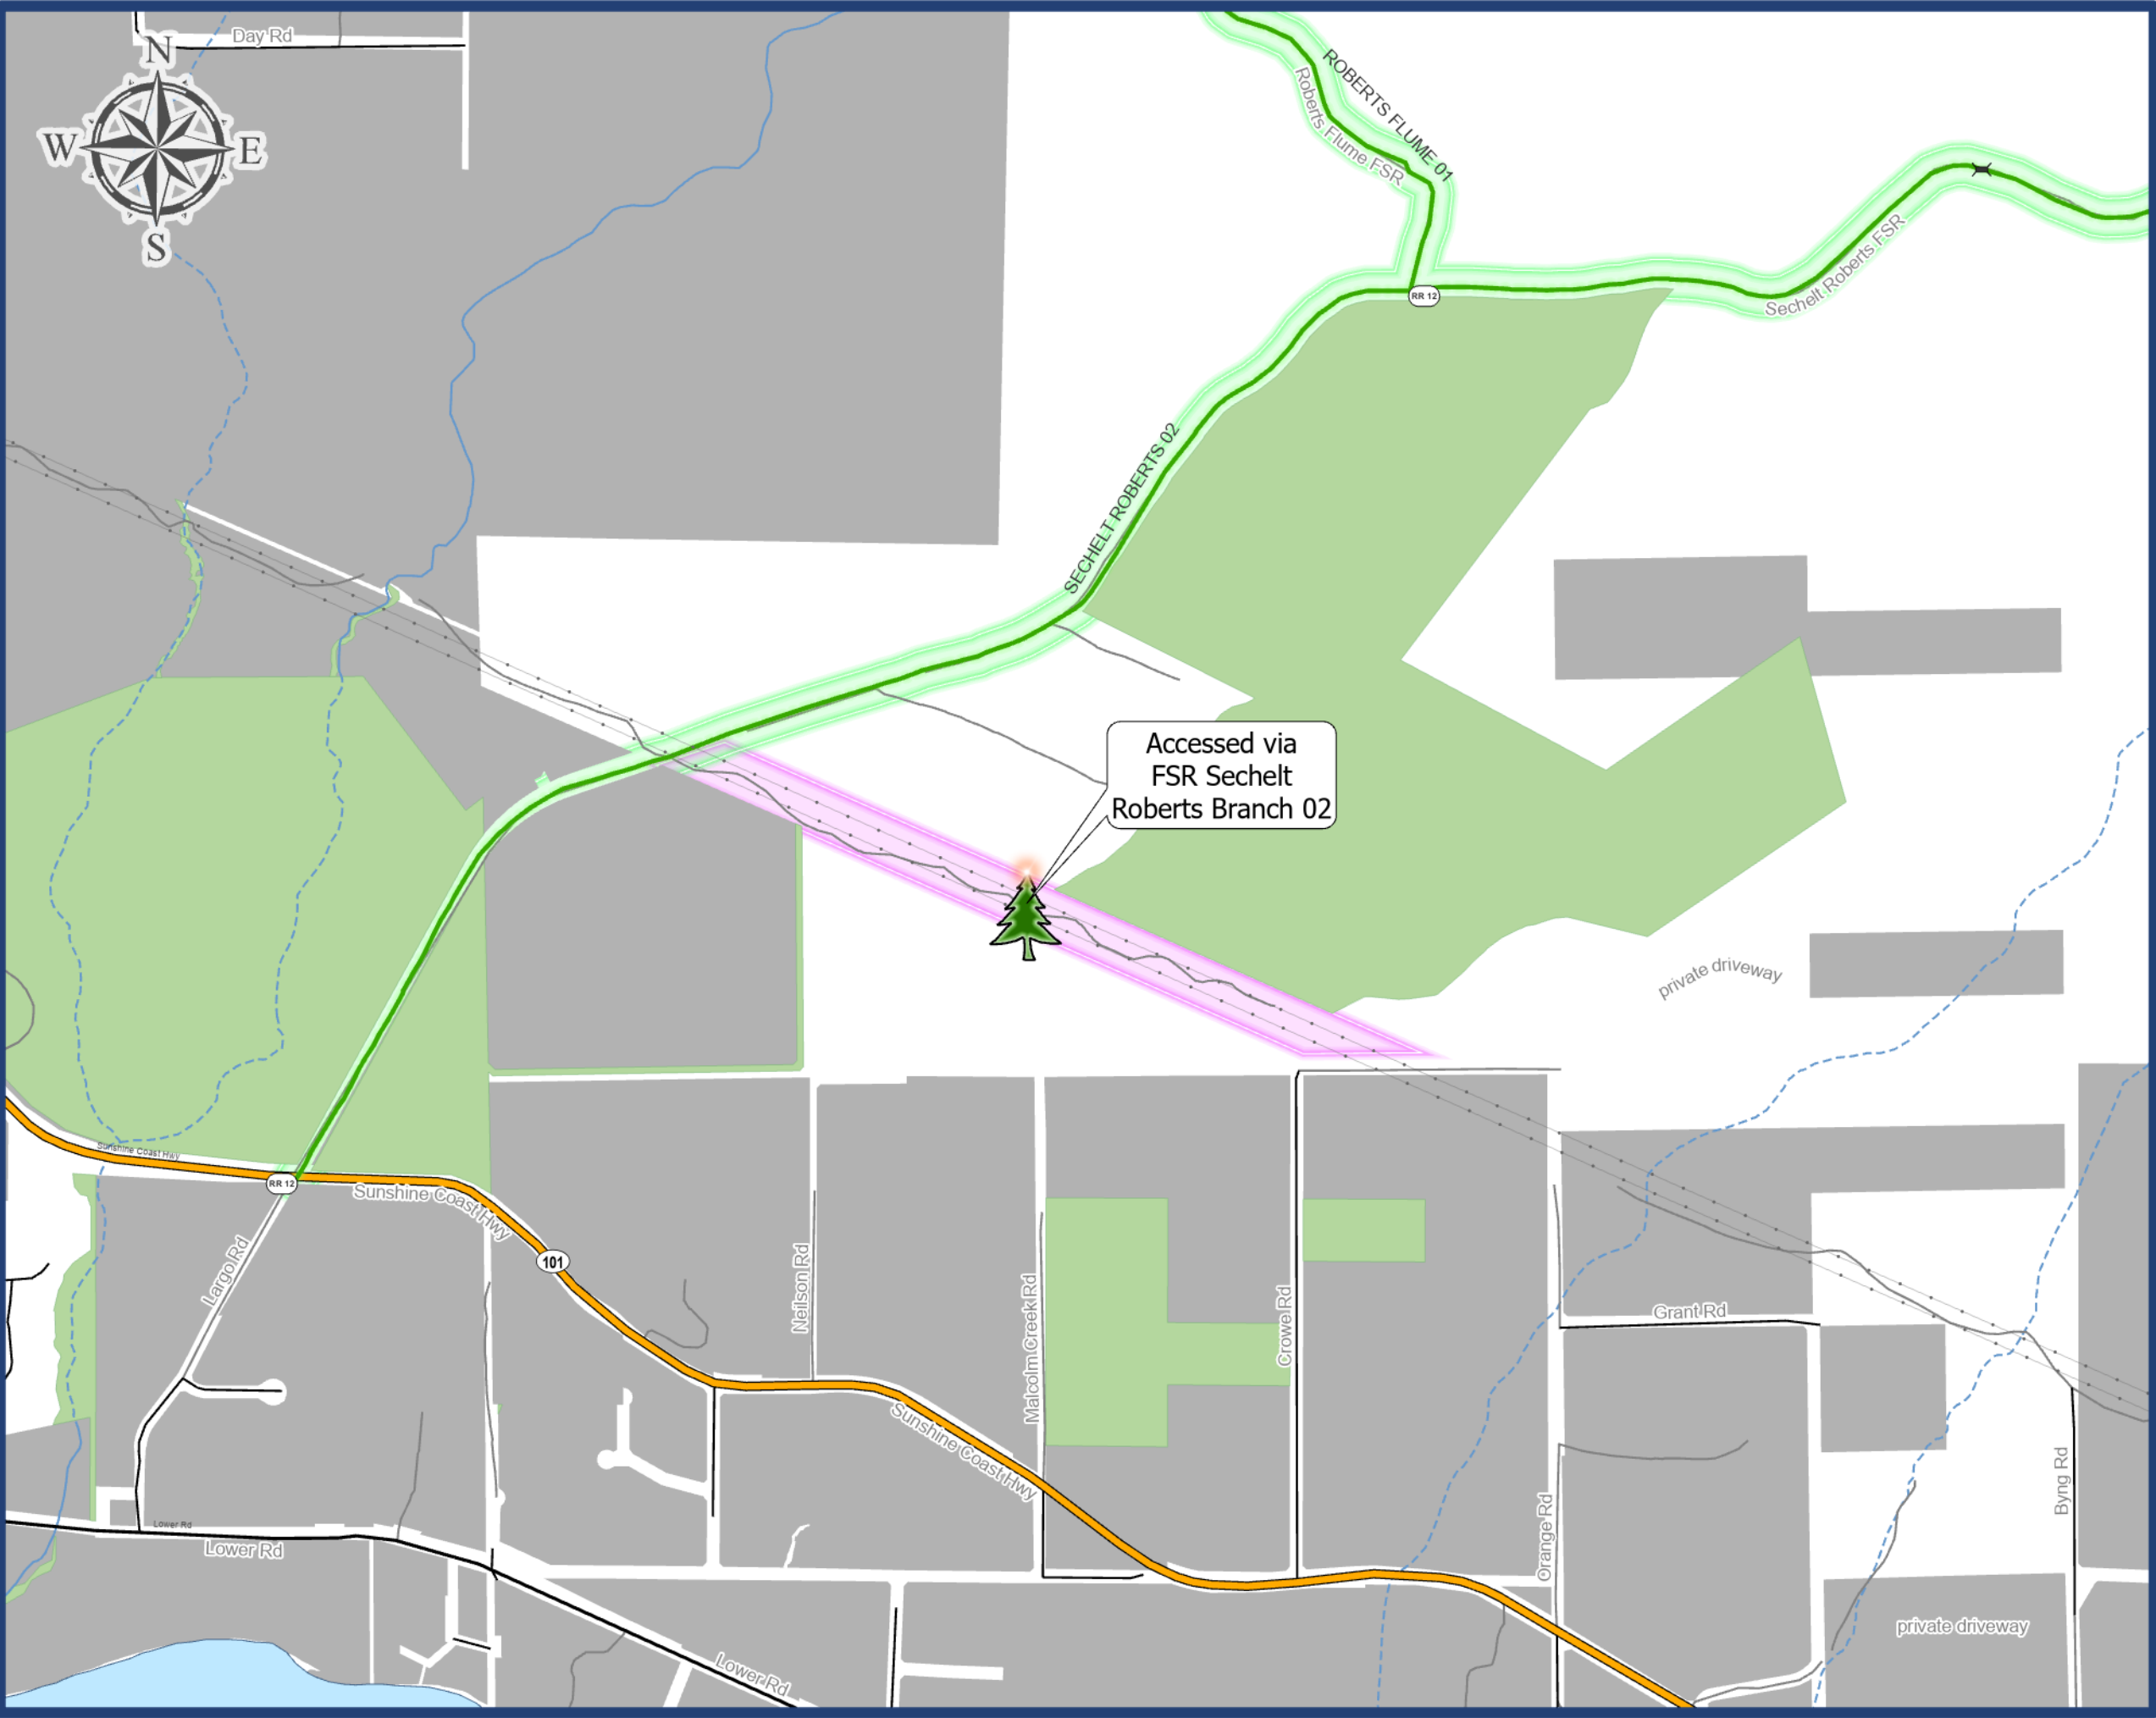 Day Rd
N
W
E
S
ROBERTS FLUME 01
Roberts Flume FSR
Sechelt Roberts FSR
RR 12
SECHELT ROBERTS 02
Accessed via
FSR Sechelt
Roberts Branch 02
private driveway
Sunshine Coast Hwy
RR 12
Sunshine Coast Hwy
101
Largo Rd
Neilson Rd
Malcolm Creek Rd
Crowe Rd
Grant Rd
Sunshine Coast Hwy
Orange Rd
Byng Rd
Lower Rd
Lower Rd
private driveway
Lower Rd